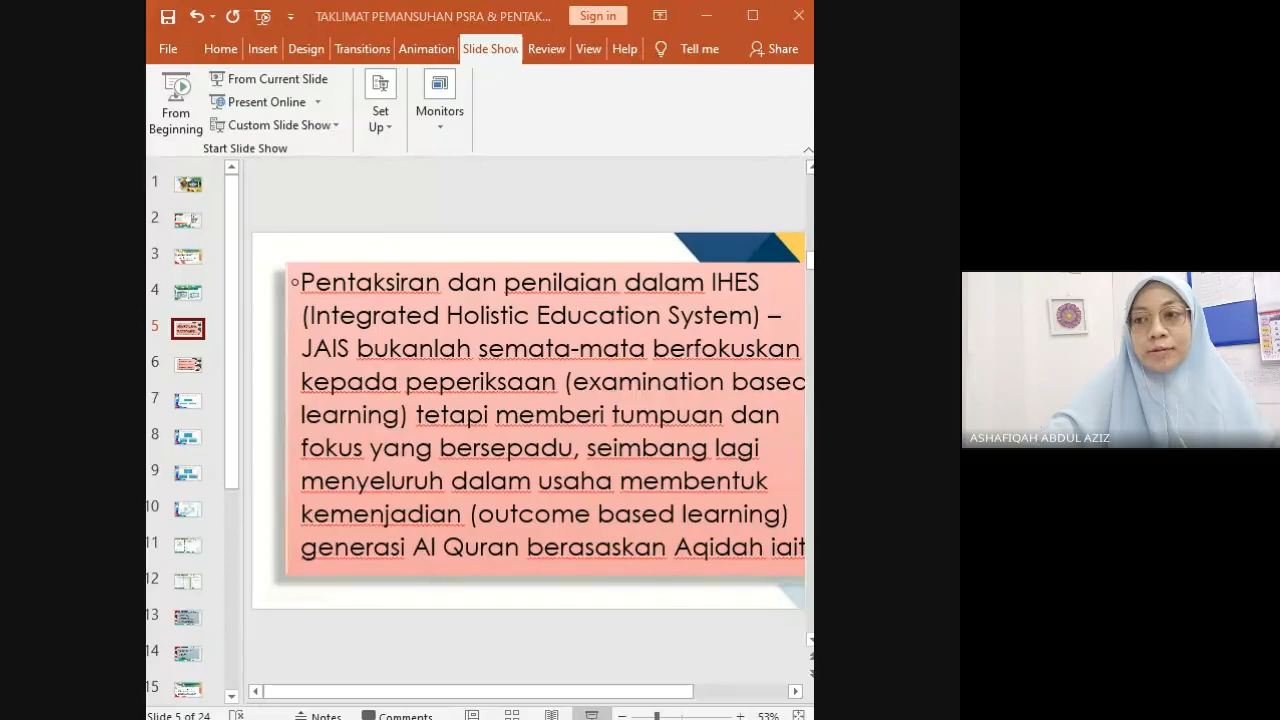 TAKLIMAT PEMANSUHAN PSRA & PENTAK...
Sign in
File Home Insert Design Transitions Animation Slide Show Review View Help Tell me Share
From Beginning
From Current Slide
Present Online
Custom Slide Show
Set Up
Monitors
Start Slide Show
1
2
3
4
5
6
7
8
9
10
11
12
13
14
15
Pentaksiran dan penilaian dalam IHES
(Integrated Holistic Education System) –
JAIS bukanlah semata-mata berfokuskan
kepada peperiksaan (examination based
learning) tetapi memberi tumpuan dan
fokus yang bersepadu, seimbang lagi
menyeluruh dalam usaha membentuk
kemenjadian (outcome based learning)
generasi Al Quran berasaskan Aqidah iait
ASHAFIQAH ABDUL AZIZ
Slide 5 of 24 Notes Comments 53%